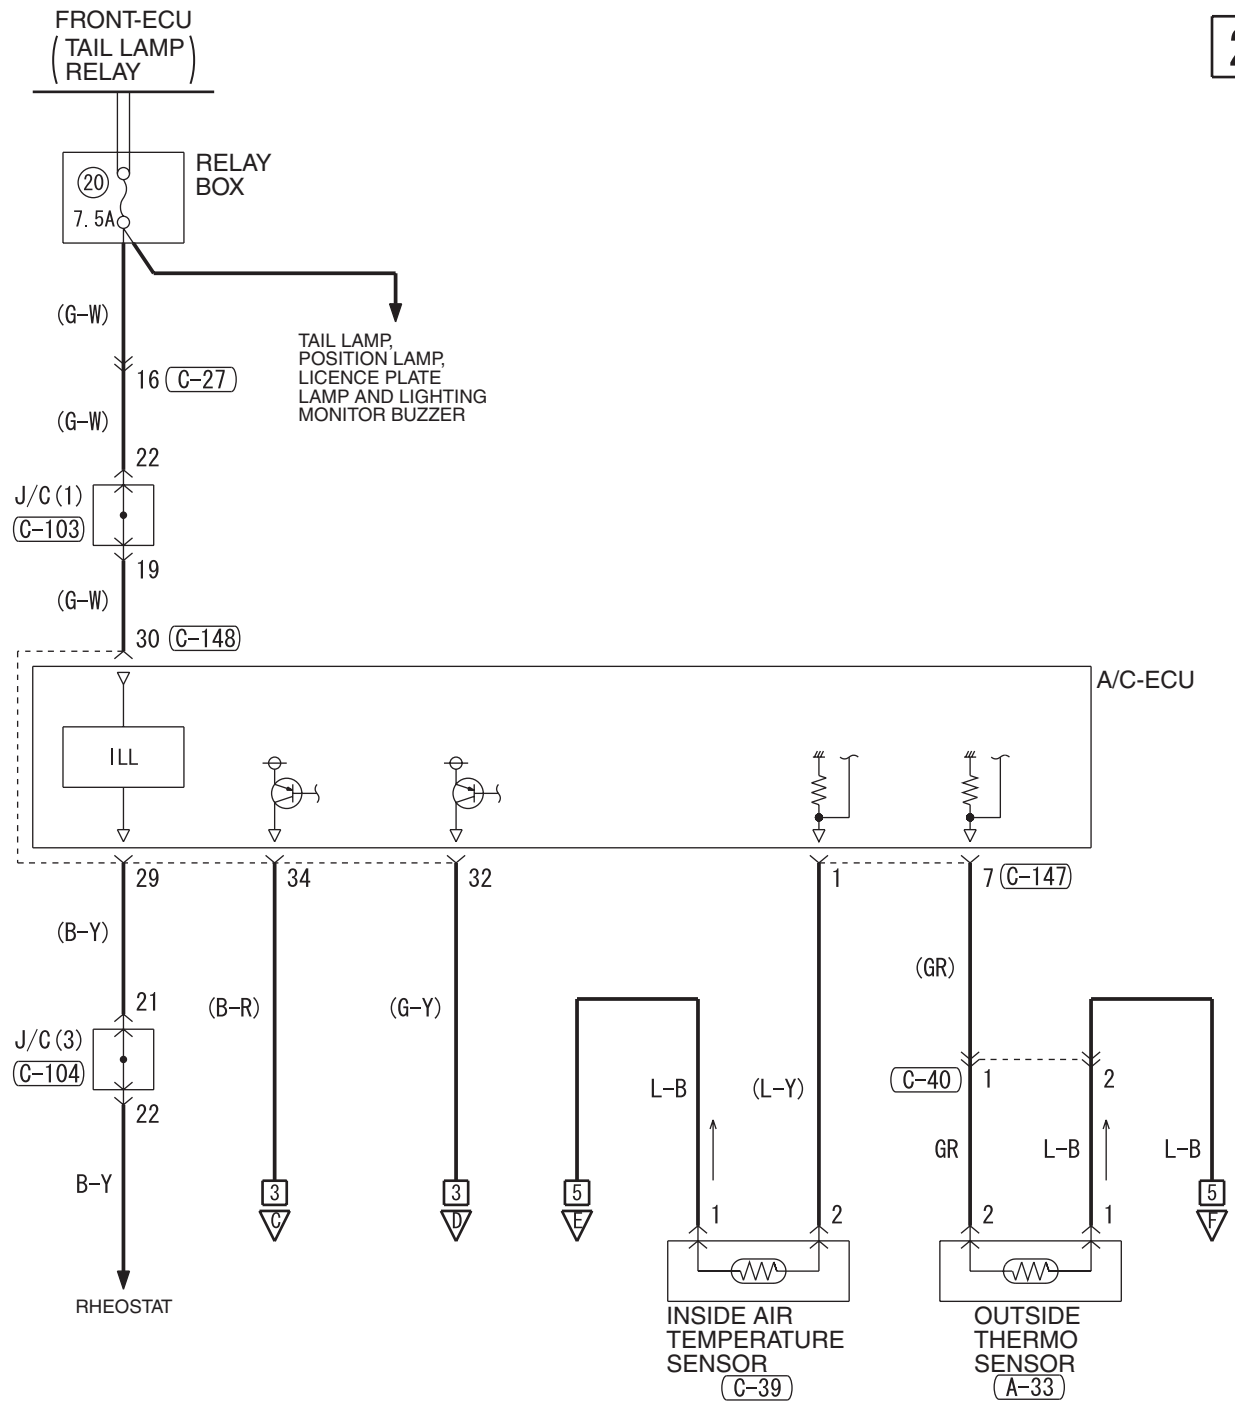 FRONT-ECU
(TAIL LAMP
RELAY)
2
RELAY
BOX
20
7.5A
(G-W)
TAIL LAMP,
POSITION LAMP,
LICENCE PLATE
LAMP AND LIGHTING
MONITOR BUZZER
16 C-27
(G-W)
22
J/C(1)
C-103
19
(G-W)
30 C-148
A/C-ECU
ILL
29
34
32
1
7 C-147
(B-Y)
(GR)
21
(B-R)
(G-Y)
J/C(3)
C-104
L-B
(L-Y)
C-40
1
2
22
B-Y
GR
L-B
L-B
3
C
3
D
5
E
1
2
2
1
5
F
RHEOSTAT
INSIDE AIR
TEMPERATURE
SENSOR
C-39
OUTSIDE
THERMO
SENSOR
A-33